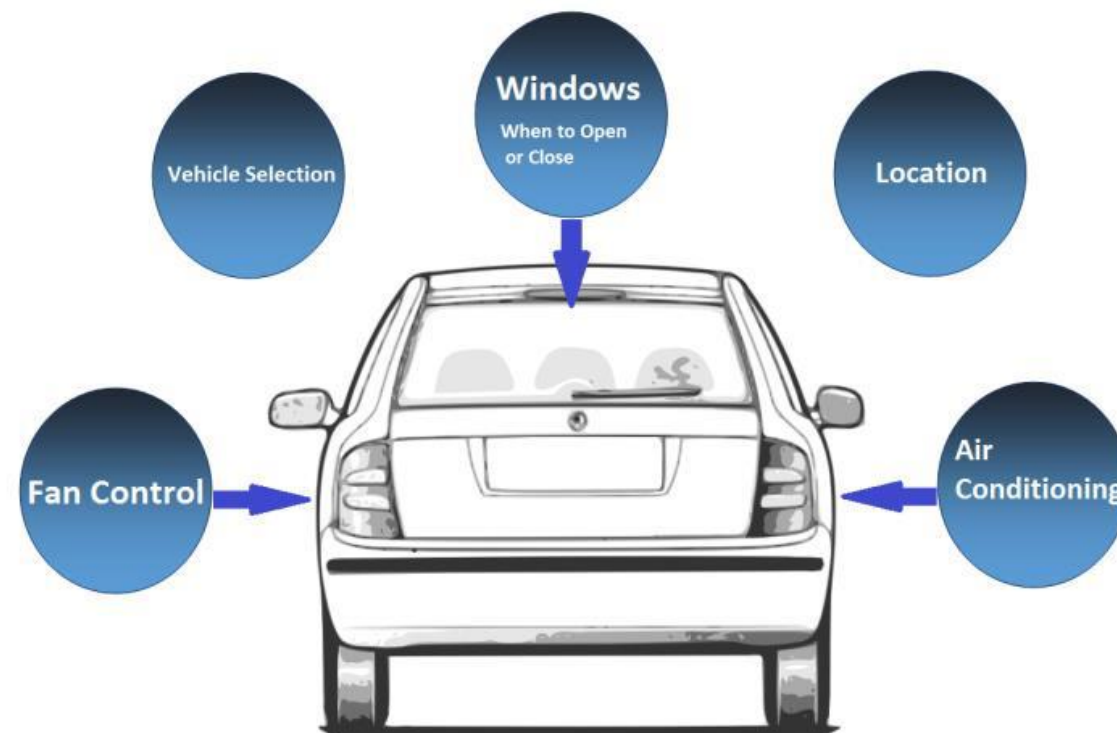 Windows
When to Open
or Close
Vehicle Selection
Location
Fan Control
Air
Conditioning